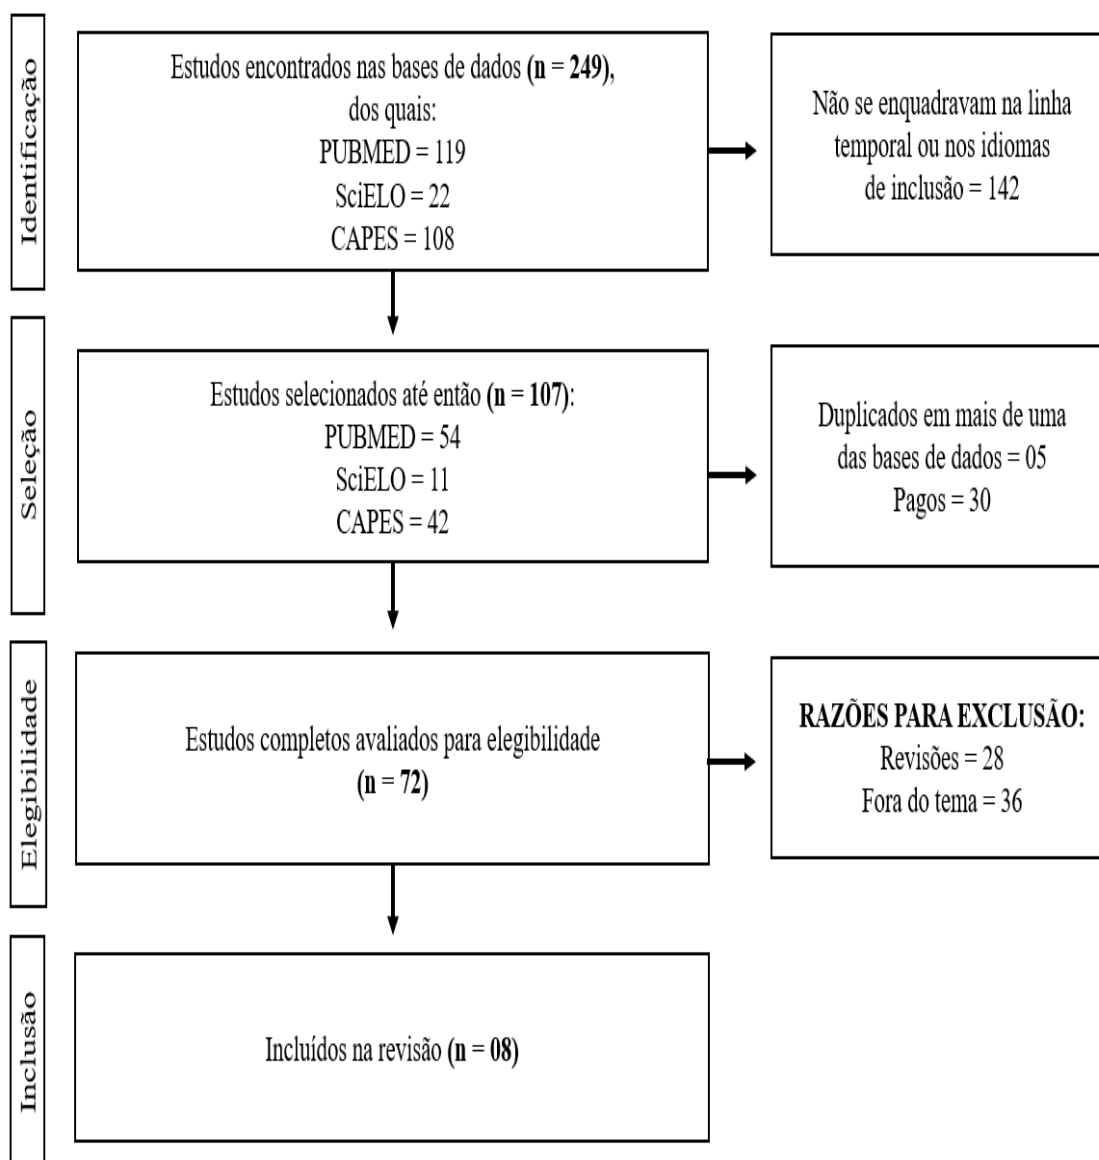 Identificação
Estudos encontrados nas bases de dados (n = 249),
dos quais:
PUBMED = 119
SciELO = 22
CAPES = 108
Não se enquadravam na linha
temporal ou nos idiomas
de inclusão = 142
Seleção
Estudos selecionados até então (n = 107):
PUBMED = 54
SciELO = 11
CAPES = 42
Duplicados em mais de uma
das bases de dados = 05
Pagos = 30
Elegibilidade
Estudos completos avaliados para elegibilidade
(n = 72)
RAZÕES PARA EXCLUSÃO:
Revisões = 28
Fora do tema = 36
Inclusão
Incluídos na revisão (n = 08)